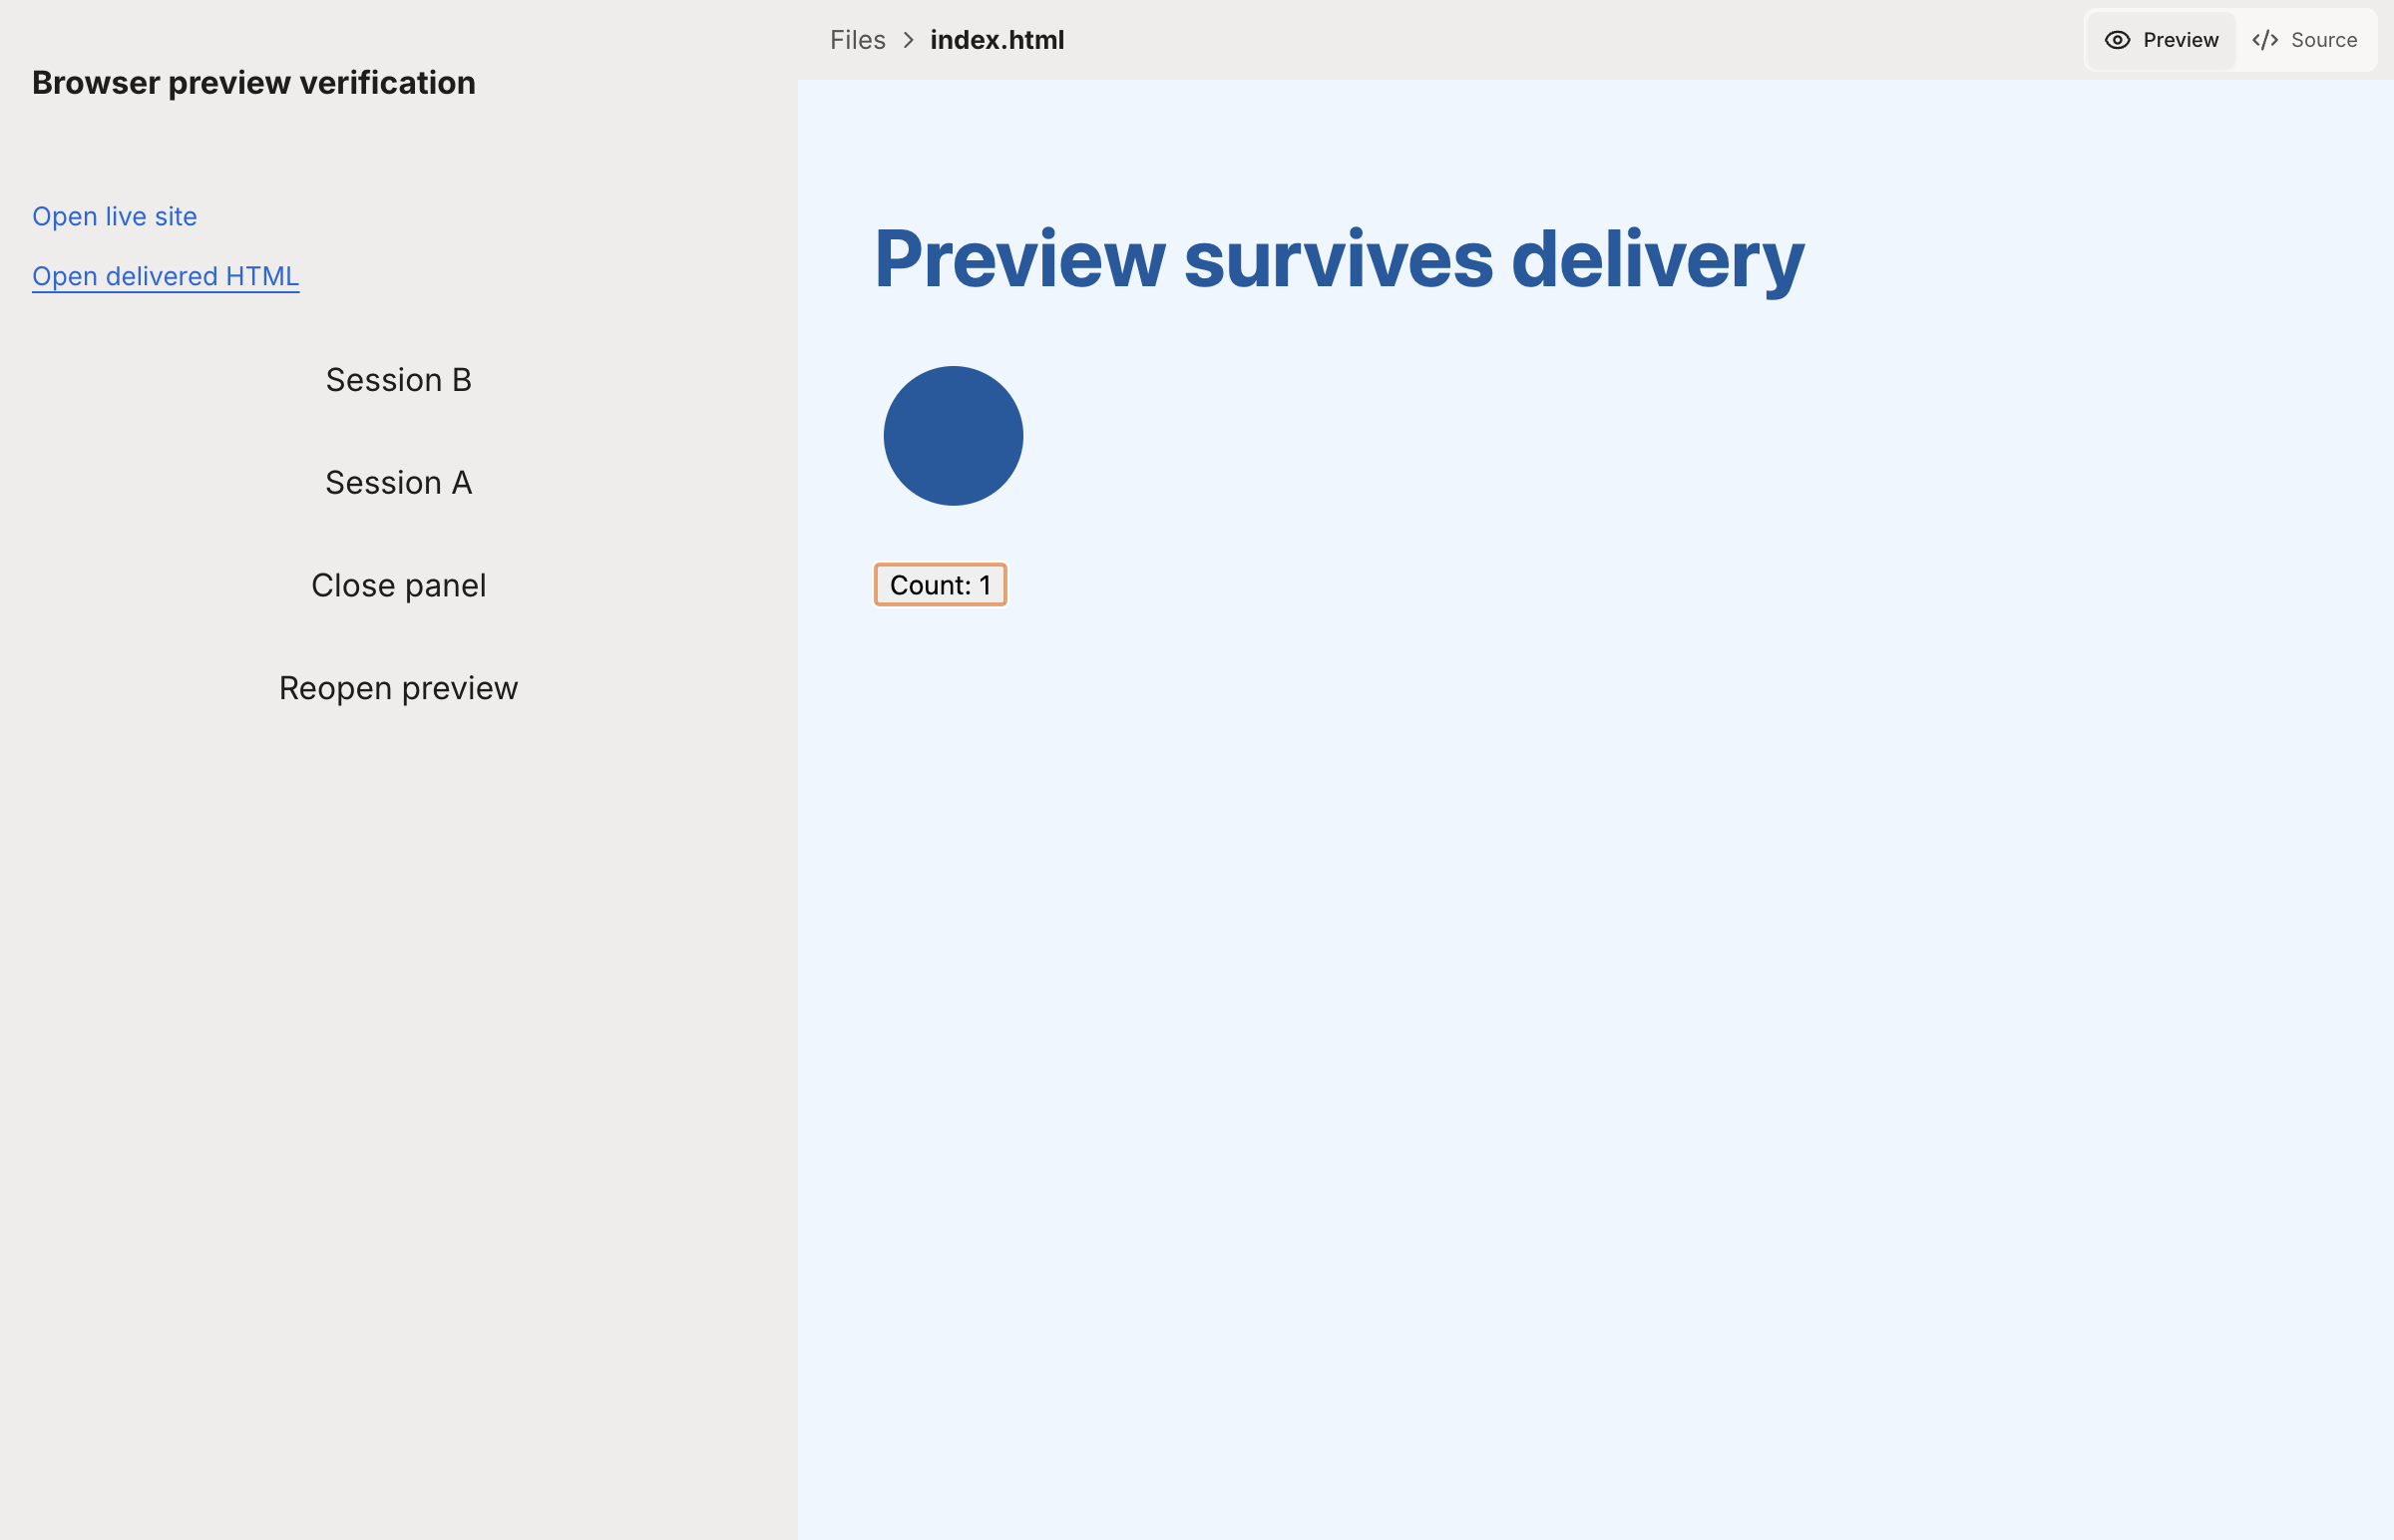 Browser preview verification
Open live site
Open delivered HTML
Session B
Session A
Close panel
Reopen preview
Files > index.html
Preview
Source
Preview survives delivery
Count: 1